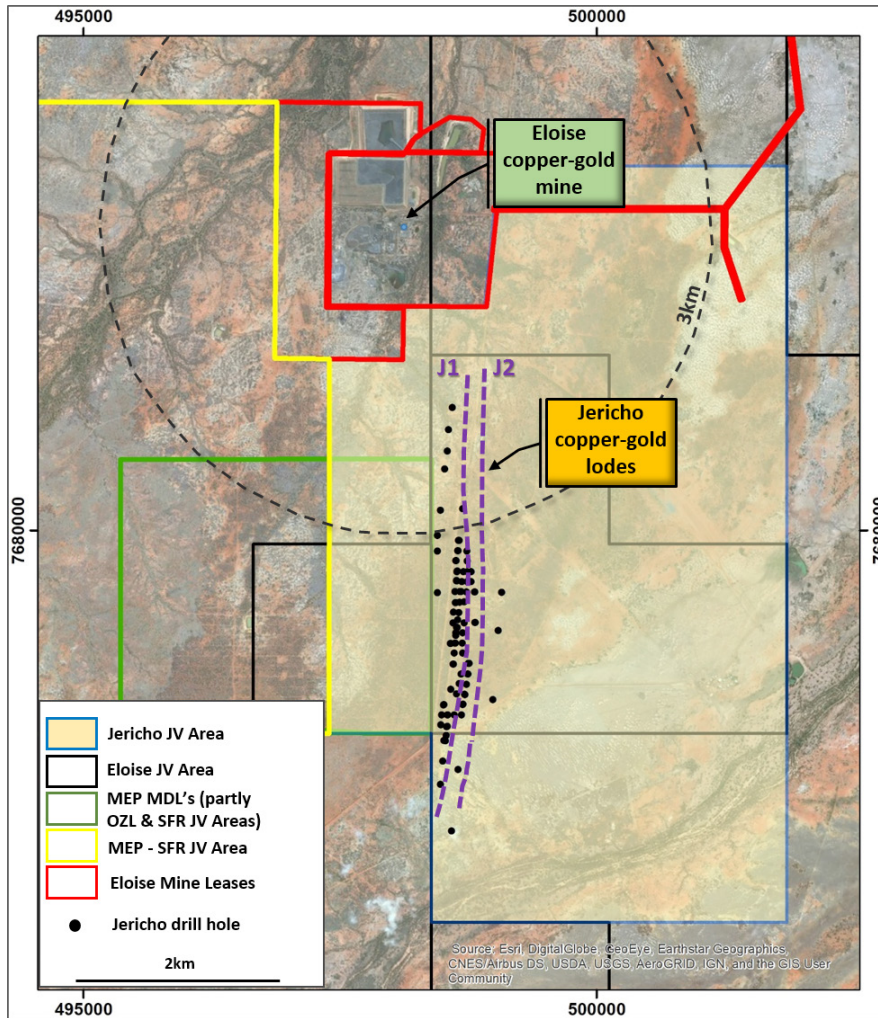 495000
500000
Eloise
copper-gold
mine
3km
J1
J2
Jericho
copper-gold
lodes
7680000
7680000
Jericho JV Area
Eloise JV Area
MEP MDL's (partly
OZL & SFR JV Areas)
MEP - SFR JV Area
Eloise Mine Leases
Jericho drill hole
2km
Source: Esri, DigitalGlobe, GeoEye, Earthstar Geographics,
CNES/Airbus DS, USDA, USGS, AeroGRID, IGN, and the GIS User
Community
495000
500000